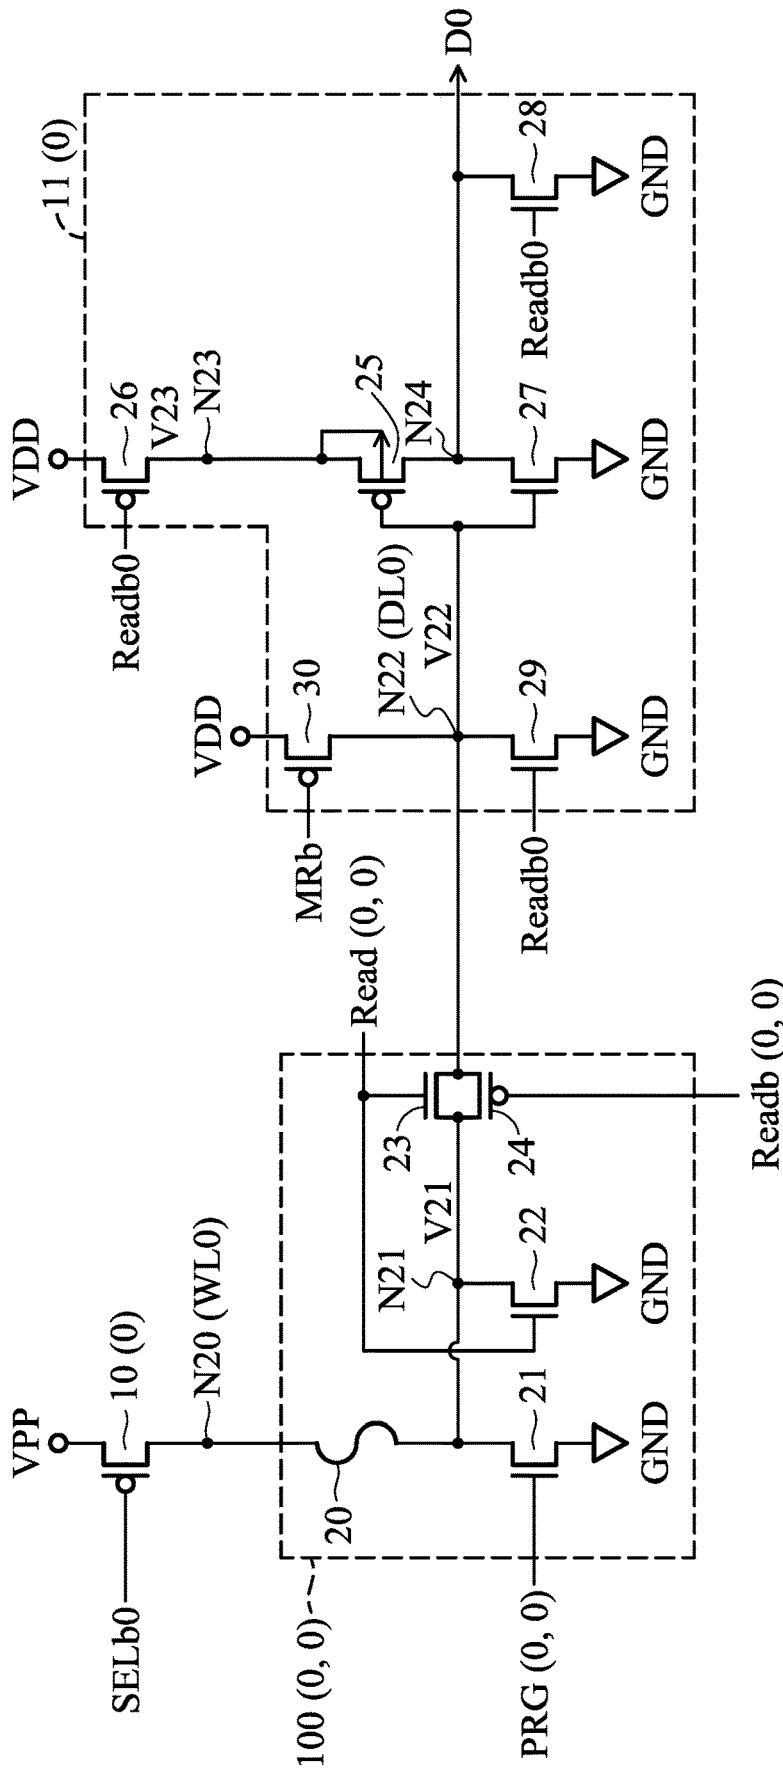 VPP
SELb0
10 (0)
N20 (WL0)
100 (0, 0)
20
PRG (0, 0)
21
GND
N21
V21
22
GND
23
24
Read (0, 0)
Readb (0, 0)
11 (0)
VDD
MRb
30
N22 (DL0)
V22
Readb0
29
GND
VDD
Readb0
26
V23
N23
25
N24
27
GND
Readb0
28
GND
D0